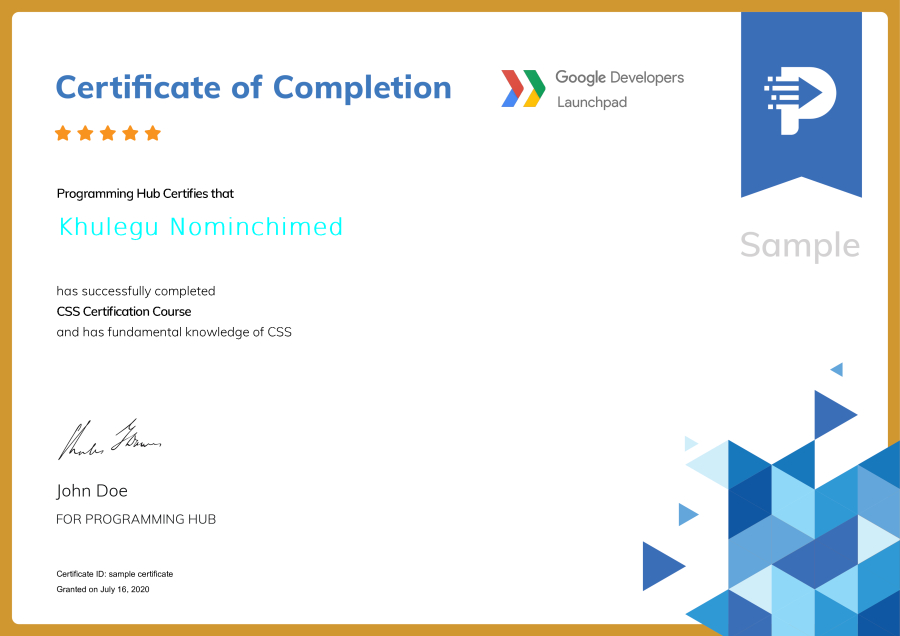 Certificate of Completion
Google Developers
Launchpad
Programming Hub Certifies that
Khulegu Nominchimed
Sample
has successfully completed
CSS Certification Course
and has fundamental knowledge of CSS
John Doe
FOR PROGRAMMING HUB
Certificate ID: sample certificate
Granted on July 16, 2020